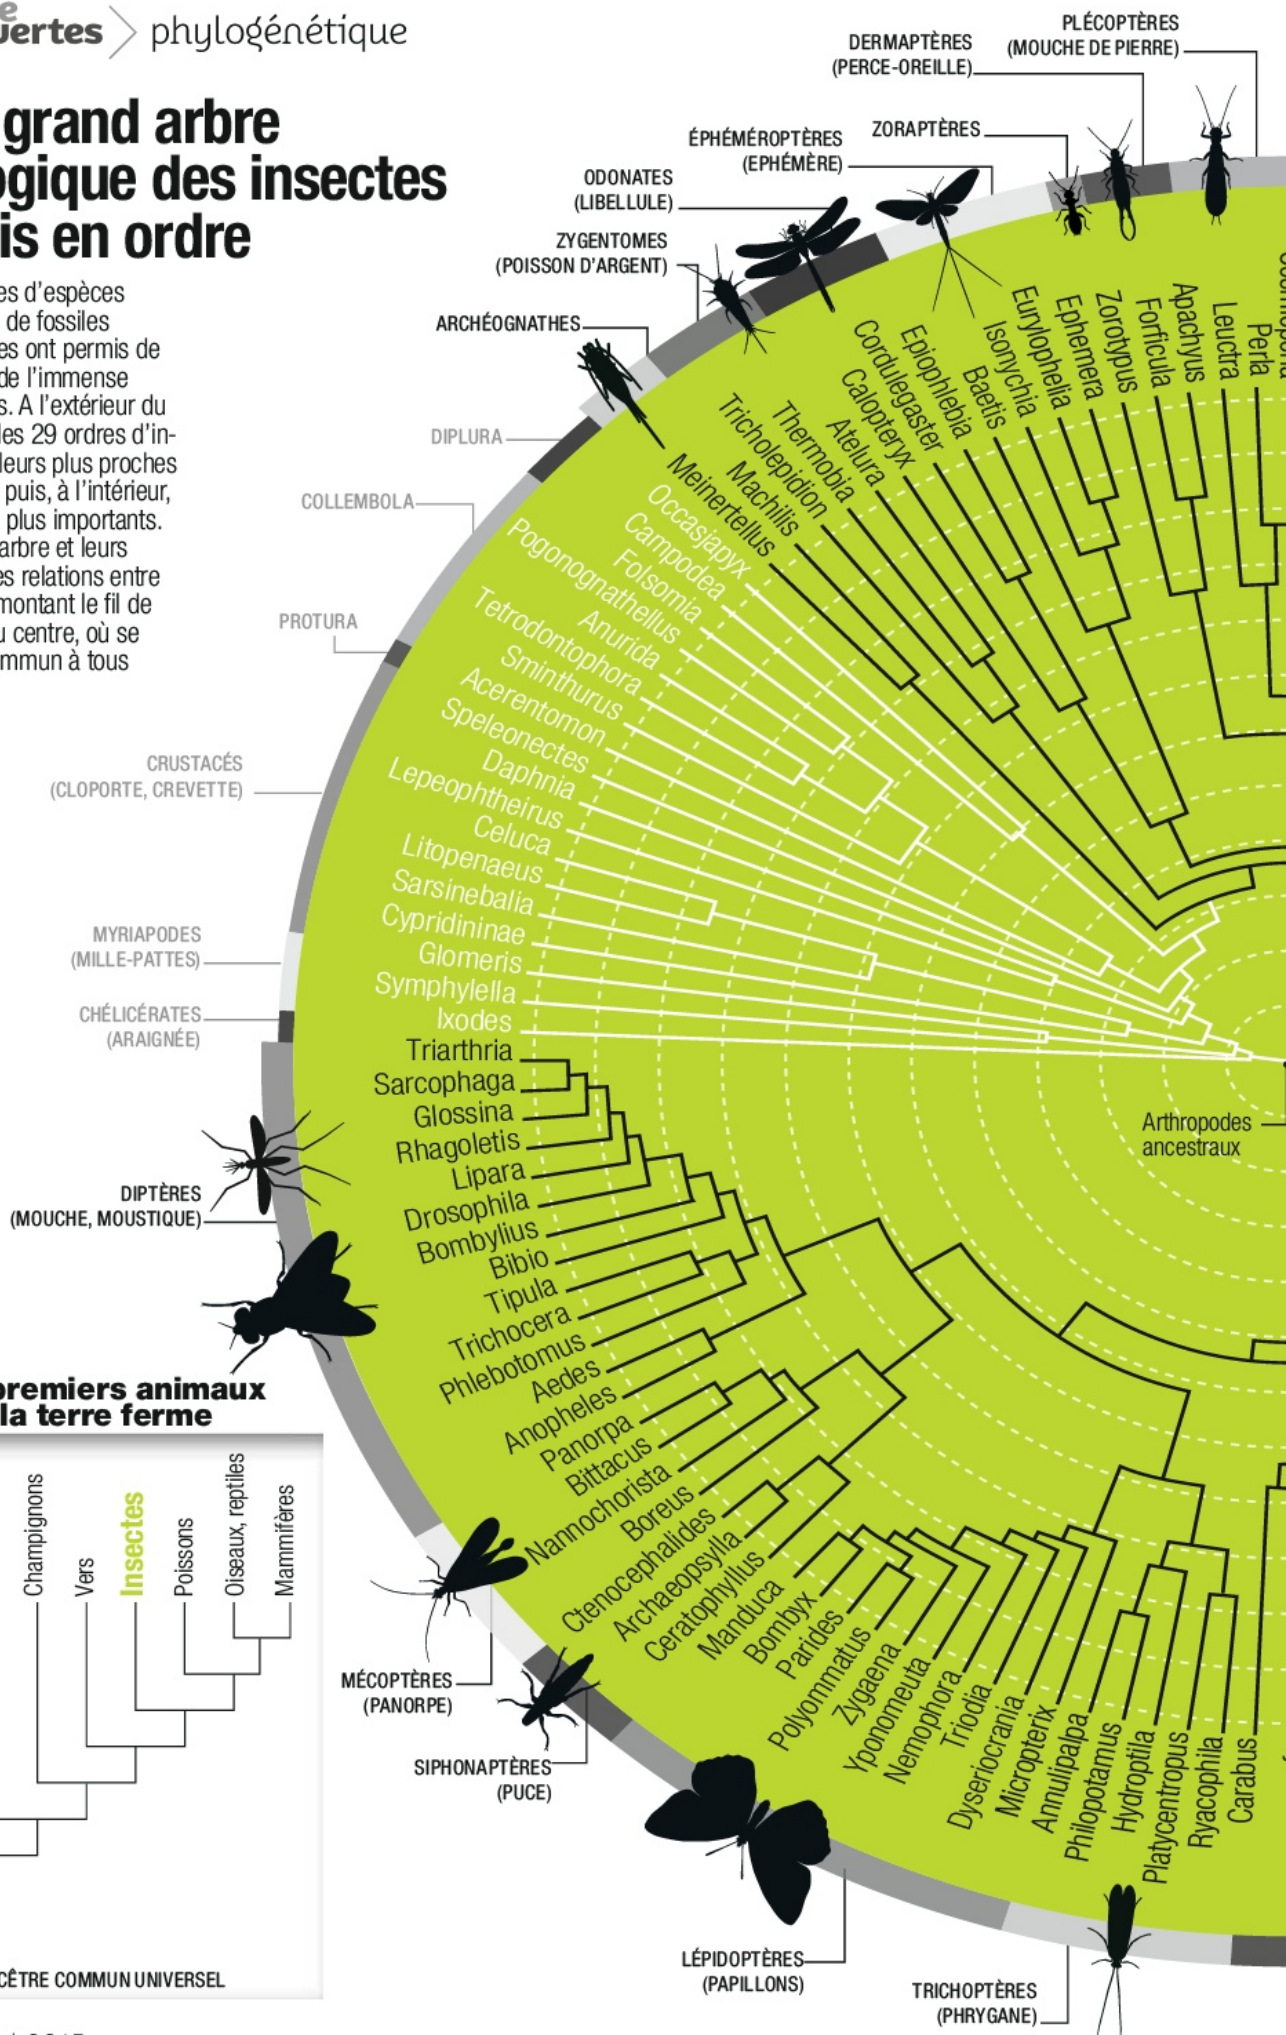 uertes > phylogénétique
grand arbre
ogique des insectes
is en ordre
es d'espèces
de fossiles
es ont permis de
de l'immense
s. A l'extérieur du
les 29 ordres d'in-
leurs plus proches
puis, à l'intérieur,
plus importants.
arbre et leurs
es relations entre
montant le fil de
u centre, où se
mmun à tous
PLÉCOPTÈRES
(MOUCHE DE PIERRE)
DERMAPTÈRES
(PERCE-OREILLE)
ZORAPTÈRES
ÉPHÉMÉROPTÈRES
(EPHÉMÈRE)
ODONATES
(LIBELLULE)
ZYGENTOMES
(POISSON D'ARGENT)
ARCHÉOGNATHES
DIPLURA
COLLEMBOLA
PROTURA
CRUSTACÉS
(CLOPORTE, CREVETTE)
MYRIAPODES
(MILLE-PATTES)
CHÉLICÉRATES
(ARAIGNÉE)
DIPTÈRES
(MOUCHE, MOUSTIQUE)
MÉCOPTÈRES
(PANORPE)
SIPHONAPTÈRES
(PUCE)
LÉPIDOPTÈRES
(PAPILLONS)
TRICHOPTÈRES
(PHRYGANE)
Perla
Leuctra
Apachyus
Forficula
Zorotypus
Ephemera
Eurylophelia
Isonychia
Baetis
Epiophlebia
Cordulegaster
Calopteryx
Atelura
Thermobia
Tricholepidion
Machilis
Meinertellus
Occasjapyx
Campodea
Folsomia
Pogonognathellus
Anurida
Tetrodontophora
Sminthurus
Acerentomon
Speleonectes
Daphnia
Lepeophtheirus
Celuca
Litopenaeus
Sarsinebalia
Cypridininae
Glomeris
Symphylella
Ixodes
Triarthria
Sarcophaga
Glossina
Rhagoletis
Lipara
Drosophila
Bombylius
Bibio
Tipula
Trichocera
Phlebotomus
Aedes
Anopheles
Panorpa
Bittacus
Nannochorista
Boreus
Ctenocephalides
Archaeopsylla
Ceratophyllus
Manduca
Bombyx
Parides
Polyommatus
Zygaena
Yponomeuta
Nemophora
Triodia
Dyseriocrania
Micropterix
Annulipalpa
Philopotamus
Hydroptila
Platycentropus
Ryacophila
Carabus
Arthropodes
ancestraux
premiers animaux
la terre ferme
Champignons
Vers
Insectes
Poissons
Oiseaux, reptiles
Mammifères
CÊTRE COMMUN UNIVERSEL